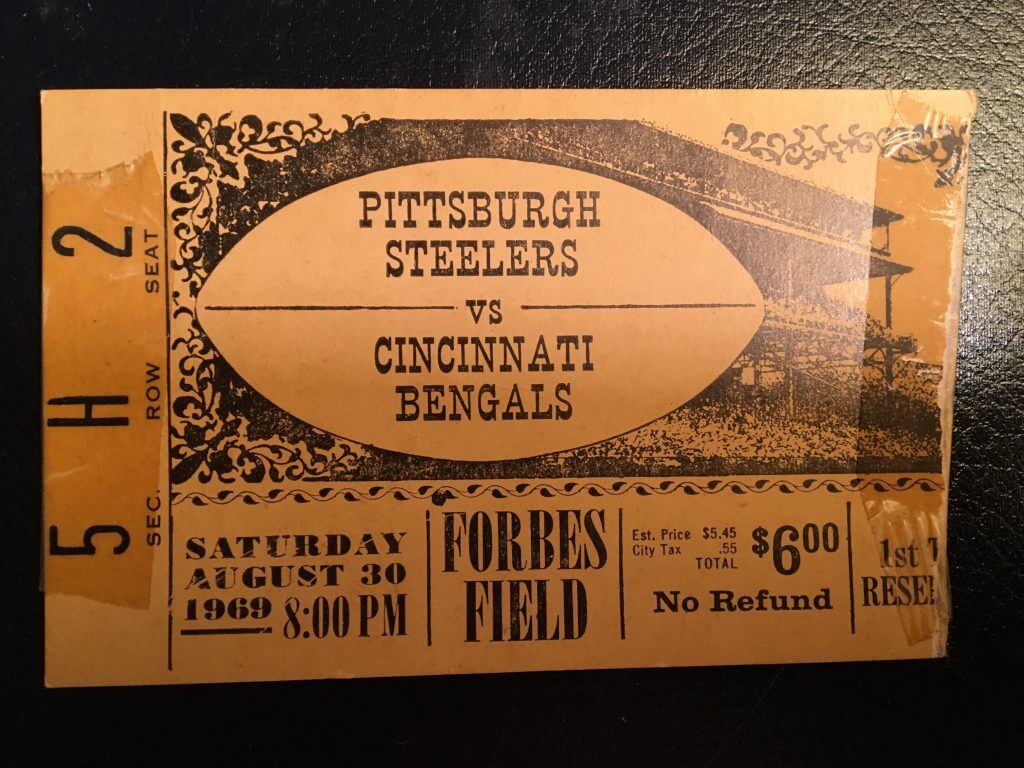 PITTSBURGH
STEELERS
VS
CINCINNATI
BENGALS
5 H 2
SEC. ROW SEAT
SATURDAY
AUGUST 30
1969 8:00 PM
FORBES
FIELD
Est. Price $5.45
City Tax .55
TOTAL
$6.00
No Refund
1st